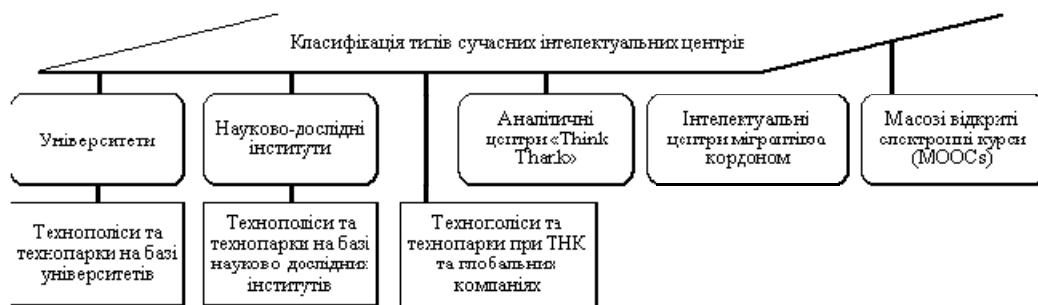 Класифікація типів сучасних інтелектуальних центрів
Університети
Науково-дослідні
інститути
Аналітичні
центри «Think
Thank»
Інтелектуальні
центри мігрантів за
кордоном
Масові відкриті
електронні курси
(MOOCs)
Технополіси та
технопарки на базі
університетів
Технополіси та
технопарки на базі
науково дослідних
інститутів
Технополіси та
технопарки при ТНК
та глобальних
компаніях